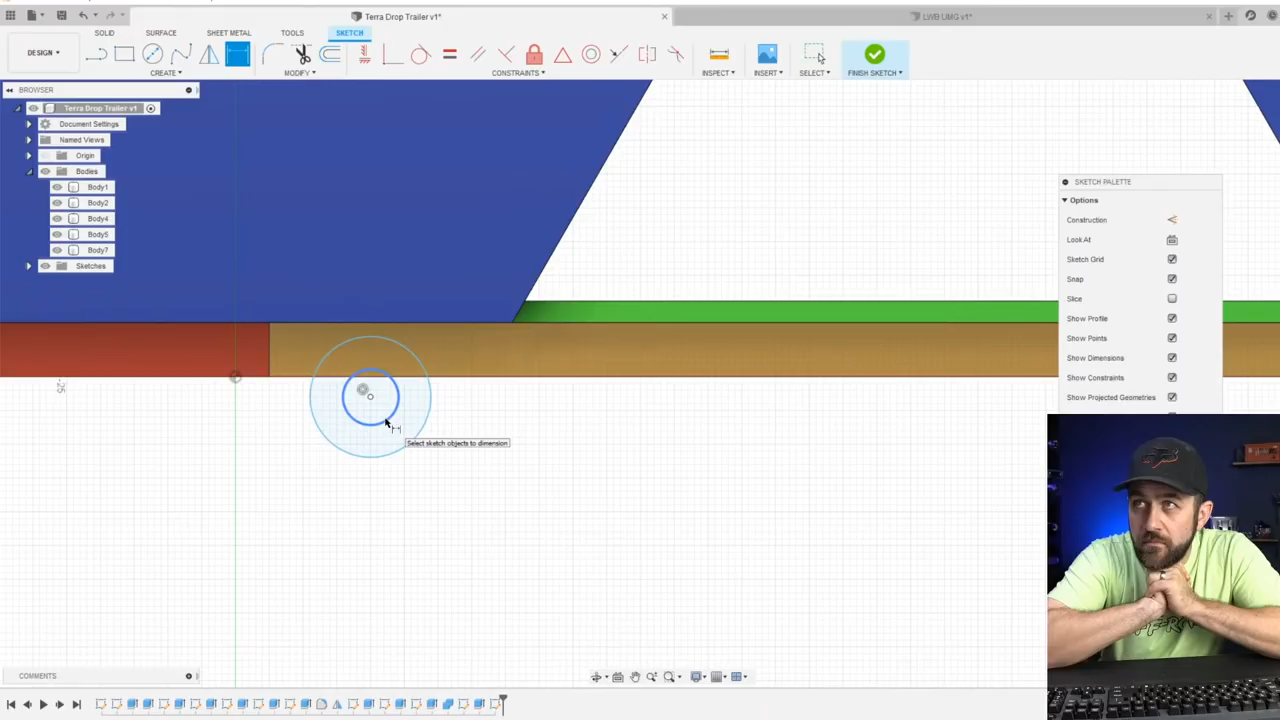 Terra Drop Trailer v1*
LWB UMG v1*
DESIGN
SOLID
SURFACE
SHEET METAL
TOOLS
SKETCH
CREATE
MODIFY
CONSTRAINTS
INSPECT
INSERT
SELECT
FINISH SKETCH
BROWSER
Terra Drop Trailer v1
Document Settings
Named Views
Origin
Bodies
Body1
Body2
Body4
Body5
Body7
Sketches
-25
Select sketch objects to dimension
SKETCH PALETTE
Options
Construction
Look At
Sketch Grid
Snap
Slice
Show Profile
Show Points
Show Dimensions
Show Constraints
Show Projected Geometries
COMMENTS